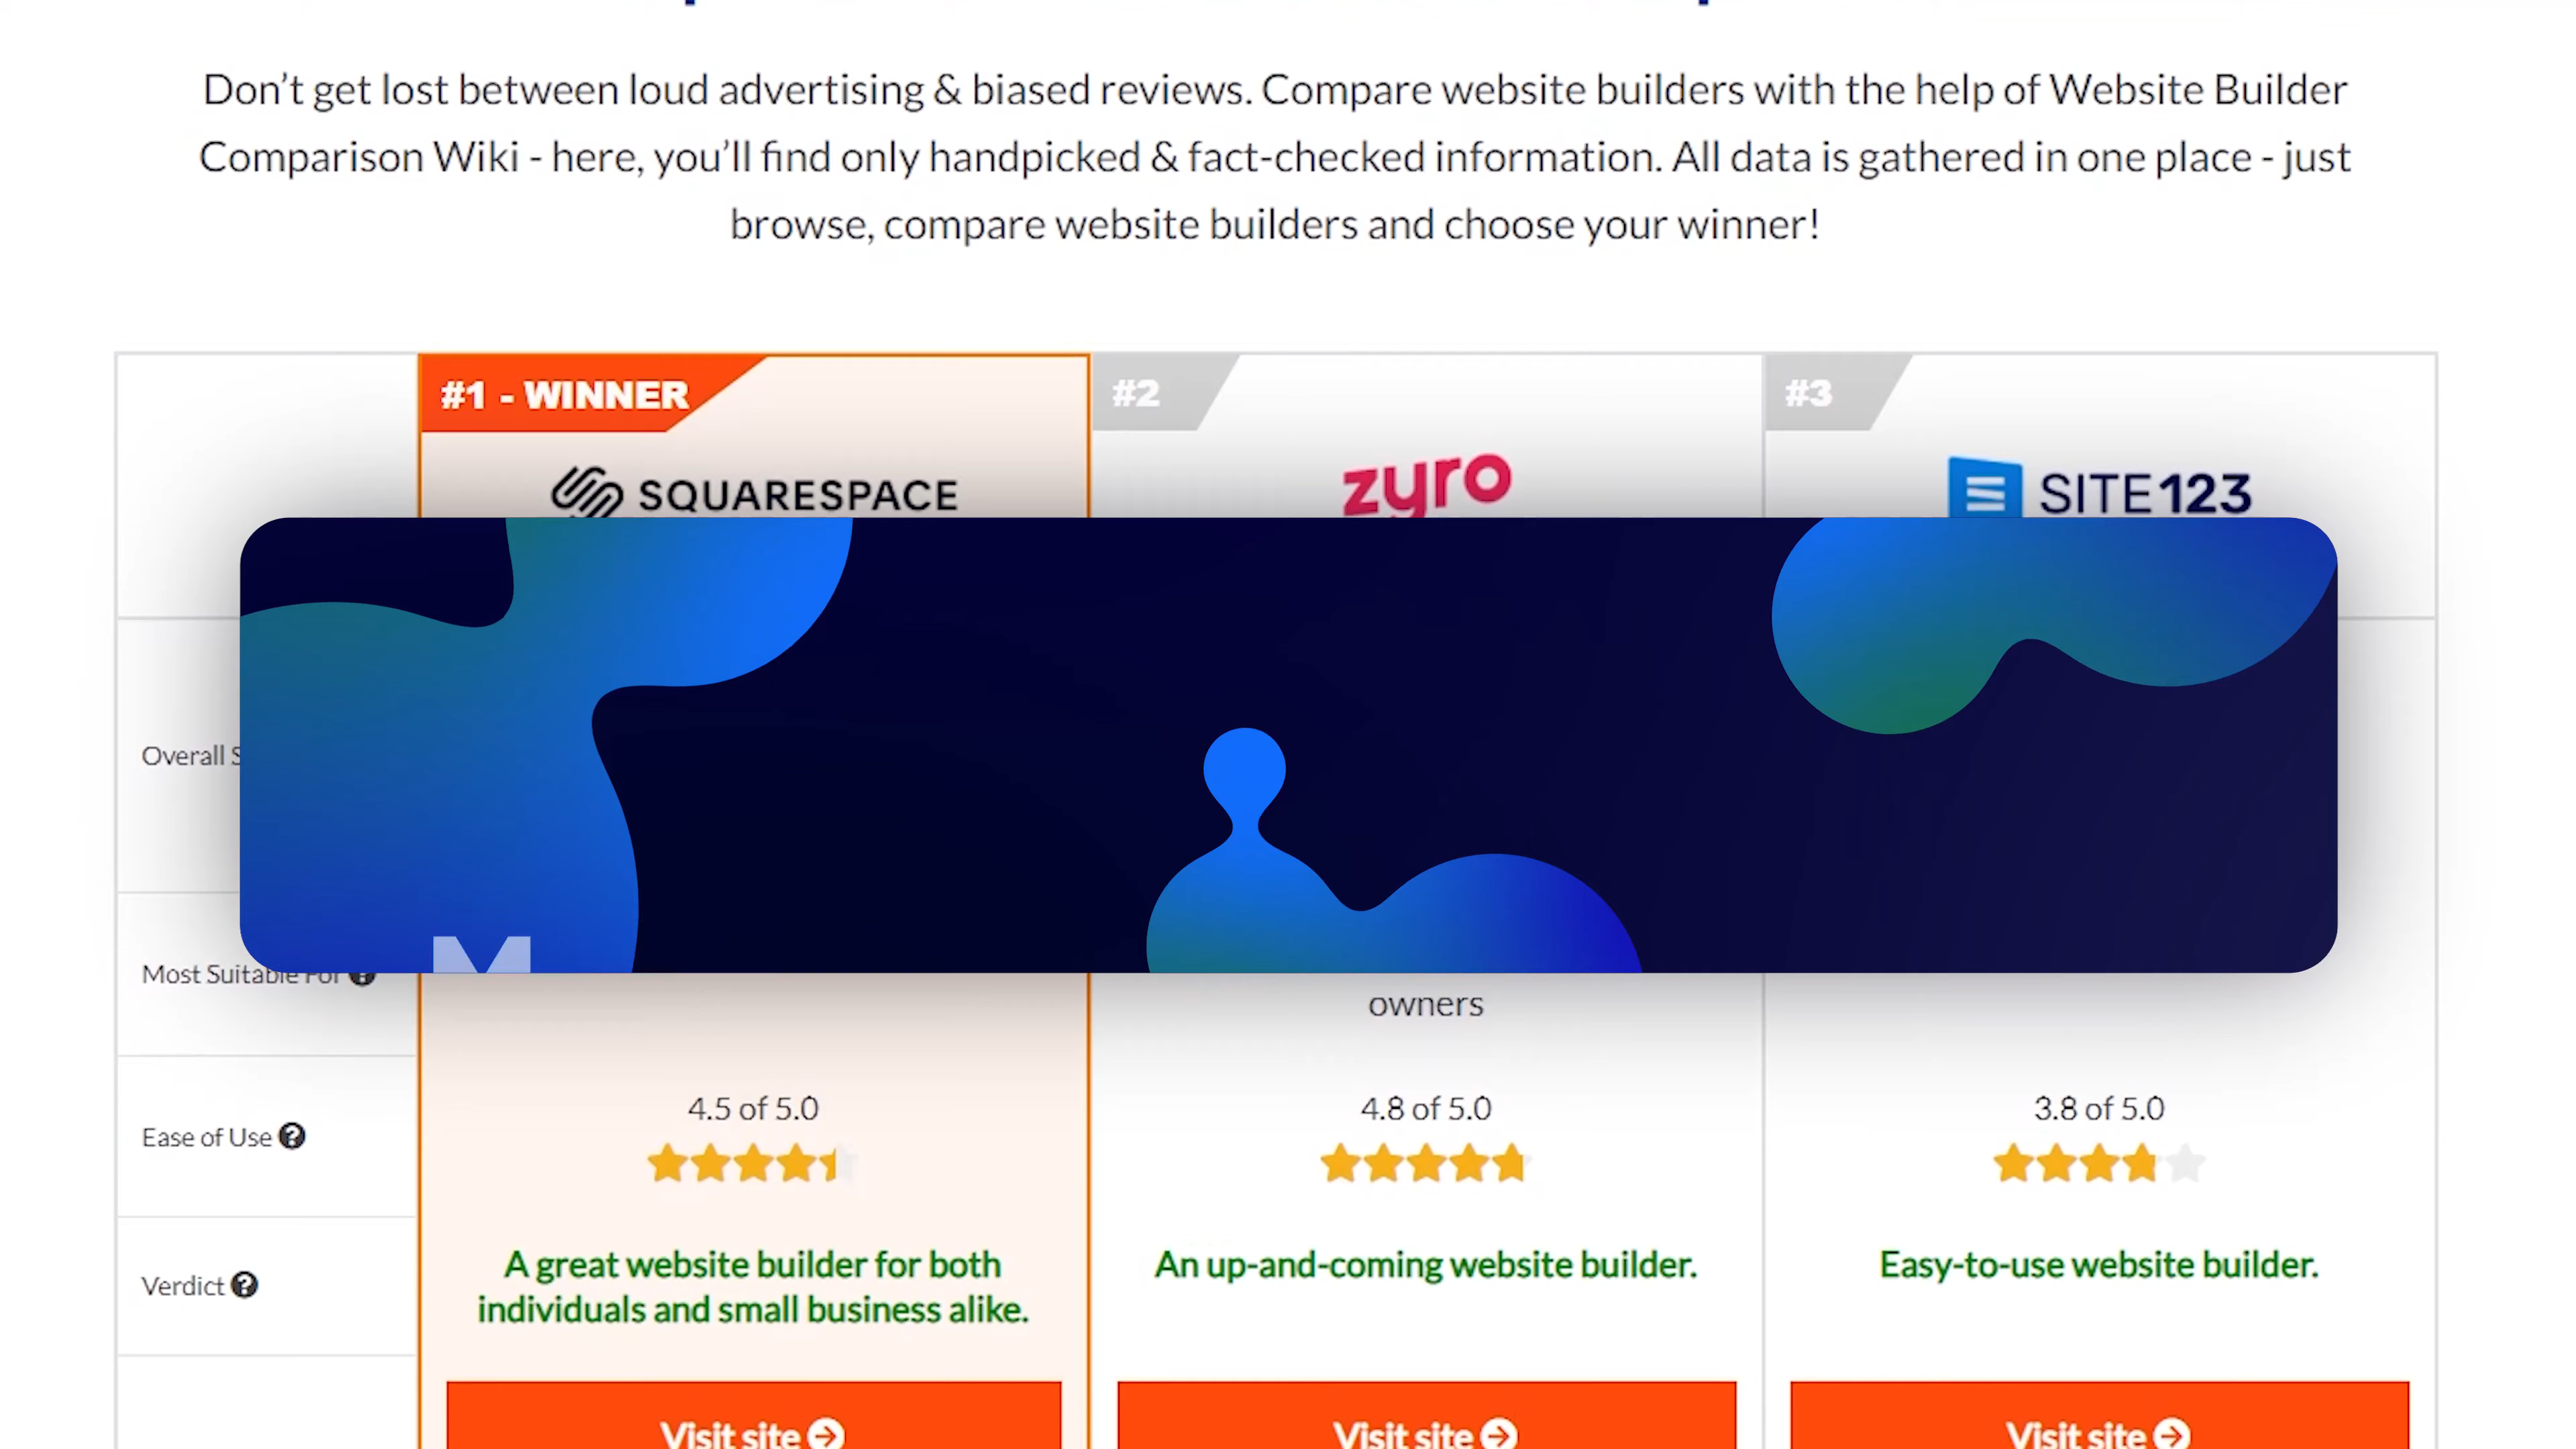 Don't get lost between loud advertising & biased reviews. Compare website builders with the help of Website Builder
Comparison Wiki - here, you'll find only handpicked & fact-checked information. All data is gathered in one place - just
browse, compare website builders and choose your winner!
#1 - WINNER
#2
#3
SQUARESPACE
zyro
SITE123
Overall
Most Suitable For
owners
Ease of Use
4.5 of 5.0
4.8 of 5.0
3.8 of 5.0
Verdict
A great website builder for both
individuals and small business alike.
An up-and-coming website builder.
Easy-to-use website builder.
Visit site
Visit site
Visit site